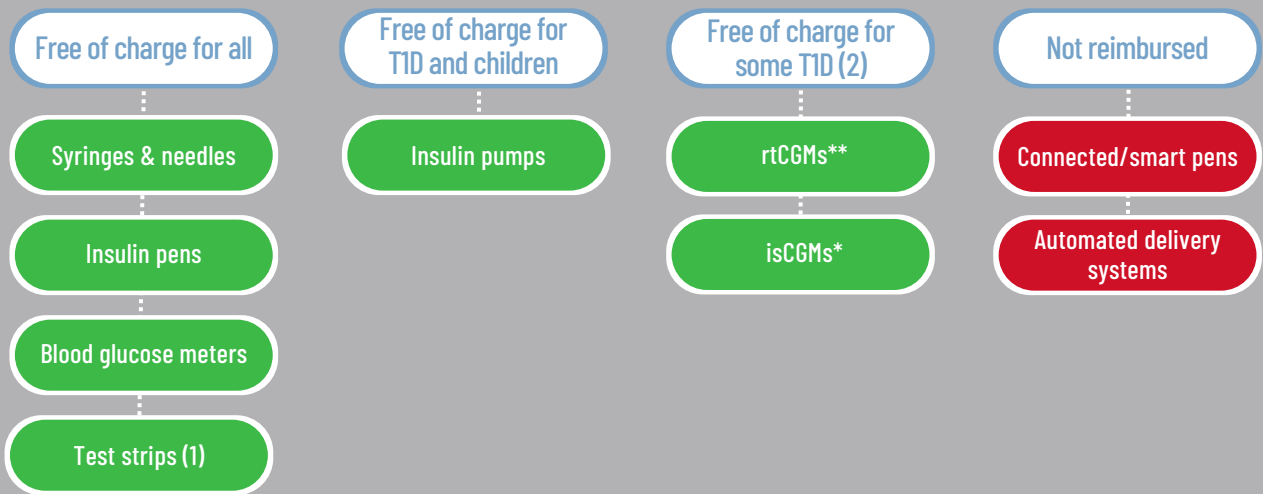 Free of charge for all
Syringes & needles
Insulin pens
Blood glucose meters
Test strips (1)
Free of charge for
T1D and children
Insulin pumps
Free of charge for
some T1D (2)
rtCGMs**
isCGMs*
Not reimbursed
Connected/smart pens
Automated delivery
systems